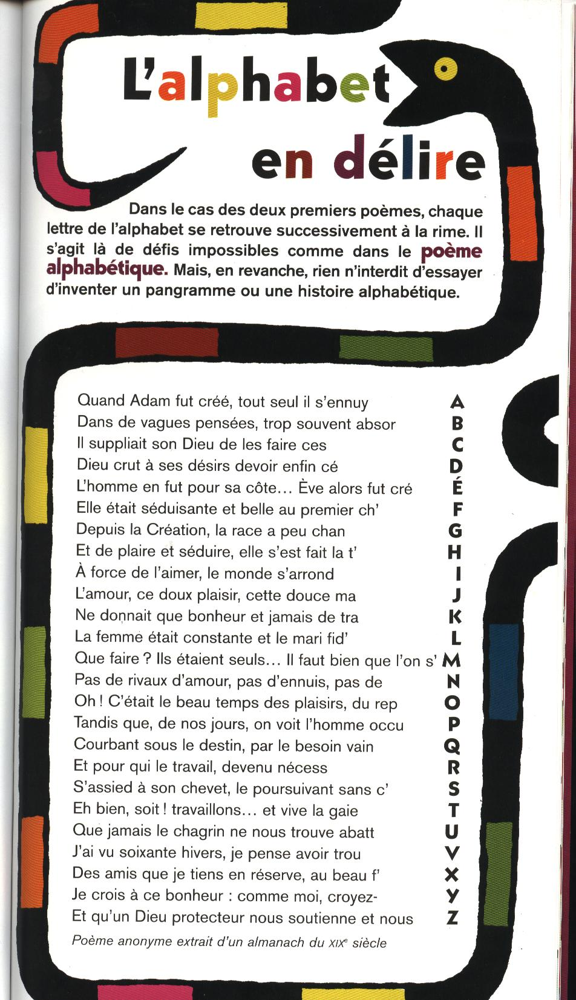 L'alphabet
en délire
Dans le cas des deux premiers poèmes, chaque
lettre de l'alphabet se retrouve successivement à la rime. Il
s'agit là de défis impossibles comme dans le poème
alphabétique. Mais, en revanche, rien n'interdit d'essayer
d'inventer un pangramme ou une histoire alphabétique.
Quand Adam fut créé, tout seul il s'ennuy A
Dans de vagues pensées, trop souvent absor B
Il suppliait son Dieu de les faire ces C
Dieu crut à ses désirs devoir enfin cé D
L'homme en fut pour sa côte... Ève alors fut cré É
Elle était séduisante et belle au premier ch' F
Depuis la Création, la race a peu chan G
Et de plaire et séduire, elle s'est fait la t' H
À force de l'aimer, le monde s'arrond I
L'amour, ce doux plaisir, cette douce ma J
Ne donnait que bonheur et jamais de tra K
La femme était constante et le mari fid' L
Que faire ? Ils étaient seuls... Il faut bien que l'on s' M
Pas de rivaux d'amour, pas d'ennuis, pas de N
Oh ! C'était le beau temps des plaisirs, du rep O
Tandis que, de nos jours, on voit l'homme occu P
Courbant sous le destin, par le besoin vain Q
Et pour qui le travail, devenu nécess R
S'assied à son chevet, le poursuivant sans c' S
Eh bien, soit ! travaillons... et vive la gaie T
Que jamais le chagrin ne nous trouve abatt U
J'ai vu soixante hivers, je pense avoir trou V
Des amis que je tiens en réserve, au beau f' X
Je crois à ce bonheur : comme moi, croyez- Y
Et qu'un Dieu protecteur nous soutienne et nous Z
Poème anonyme extrait d'un almanach du XIXe siècle